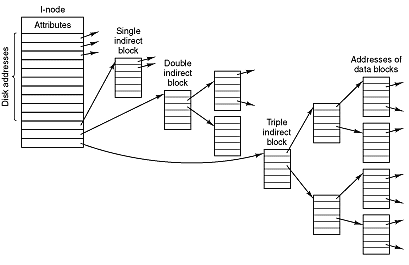 I-node
Attributes
Disk addresses
Single
indirect
block
Double
indirect
block
Triple
indirect
block
Addresses of
data blocks